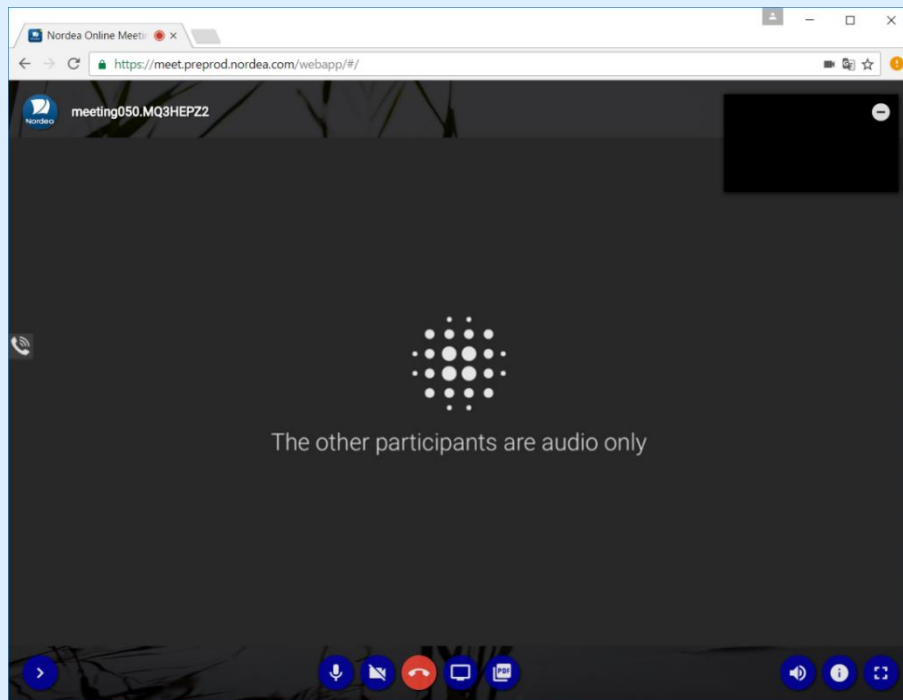 Nordea Online Meeti
https://meet.preprod.nordea.com/webapp/#/
Nordea
meeting050.MQ3HEPZ2
The other participants are audio only
PDF